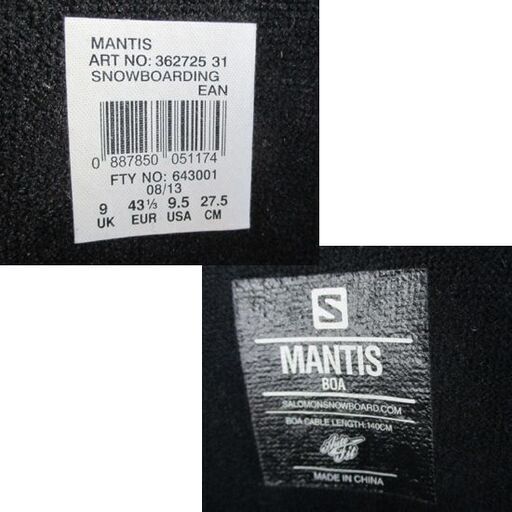 MANTIS
ART NO: 362725 31
SNOWBOARDING
EAN
0 887850 051174
FTY NO: 643001
08/13
9 43⅓ 9.5 27.5
UK EUR USA CM
S
MANTIS
BOA
SALOMONSNOWBOARD.COM
BOA CABLE LENGTH: 140CM
Fit
MADE IN CHINA